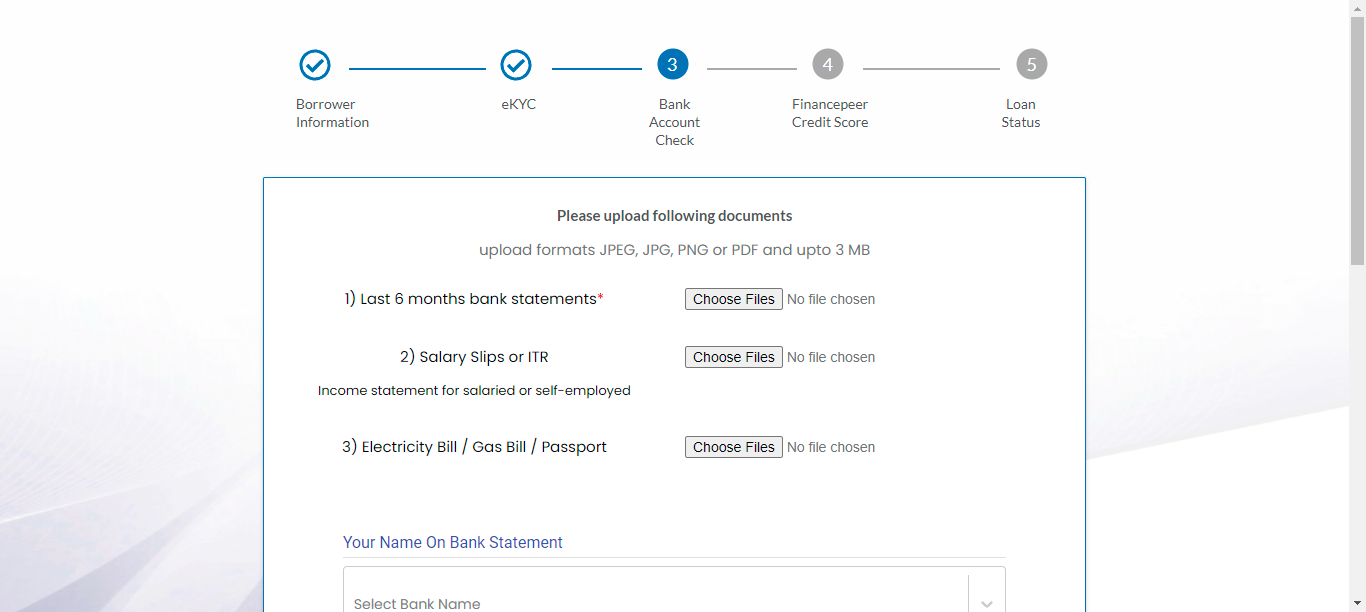 3
4
5
Borrower
Information
eKYC
Bank
Account
Check
Financepeer
Credit Score
Loan
Status
Please upload following documents
upload formats JPEG, JPG, PNG or PDF and upto 3 MB
1) Last 6 months bank statements*
Choose Files No file chosen
2) Salary Slips or ITR
Choose Files No file chosen
Income statement for salaried or self-employed
3) Electricity Bill / Gas Bill / Passport
Choose Files No file chosen
Your Name On Bank Statement
Select Bank Name